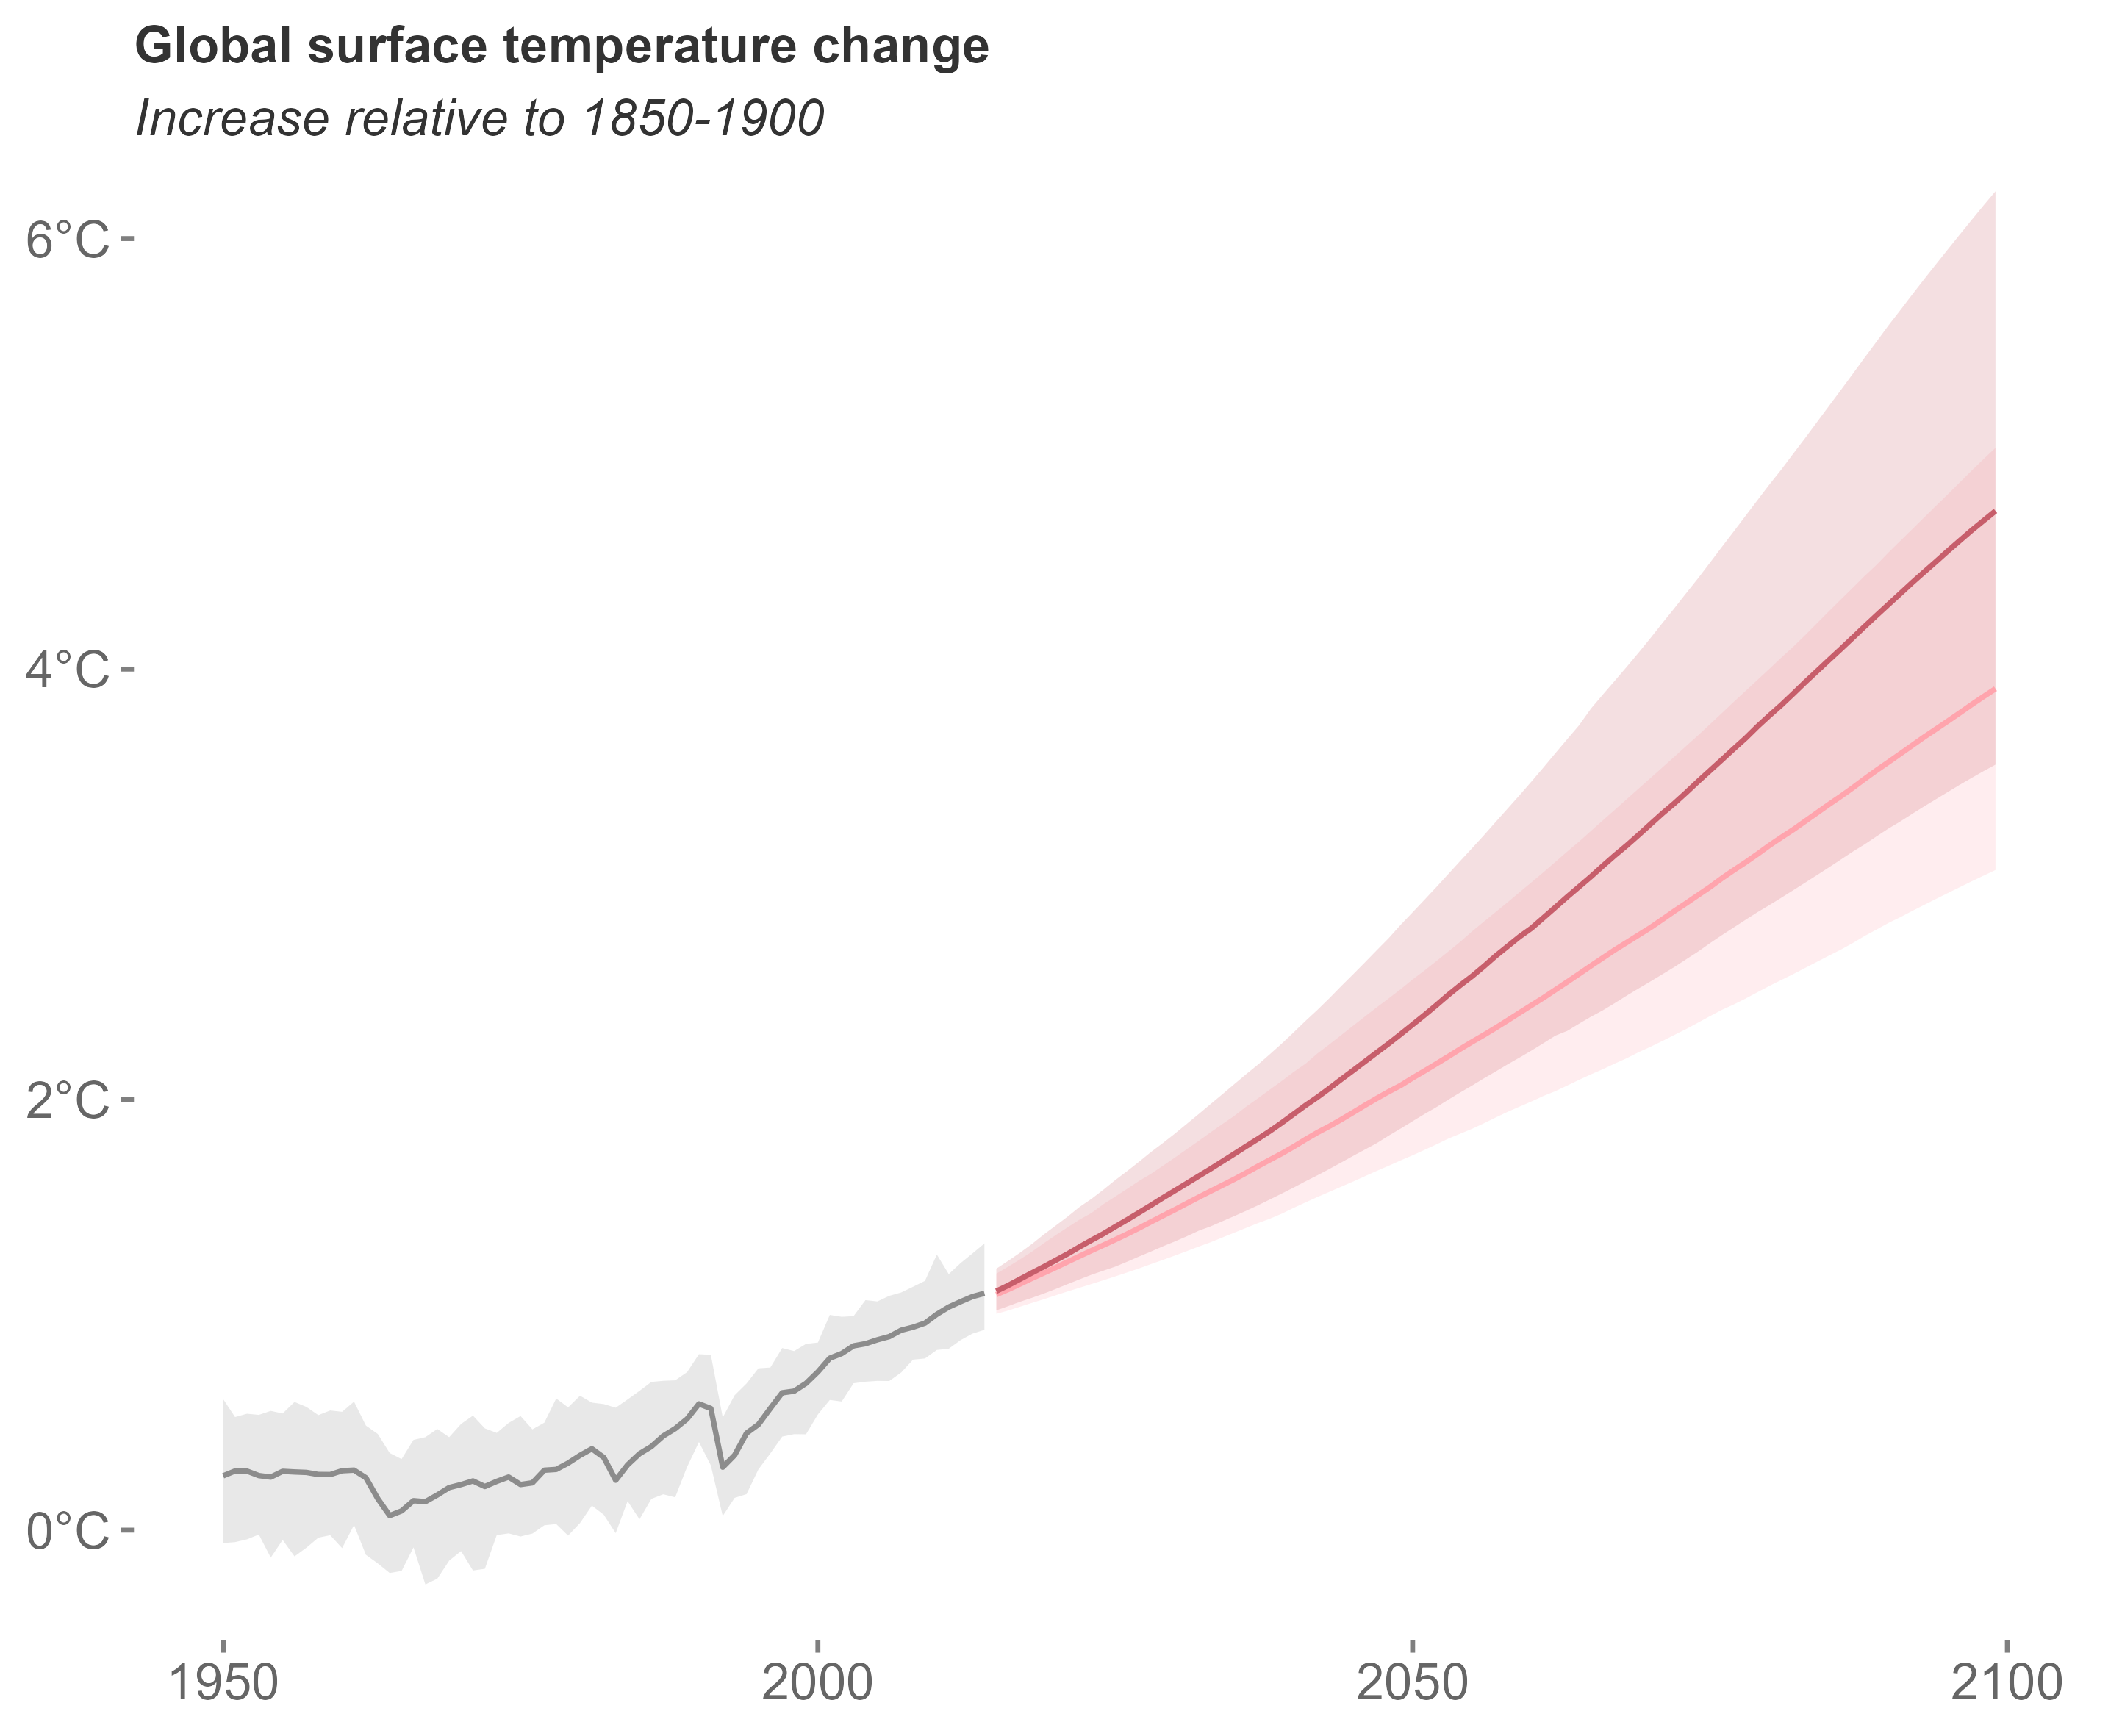 Global surface temperature change
Increase relative to 1850-1900
6°C
4°C
2°C
0°C
1950 2000 2050 2100